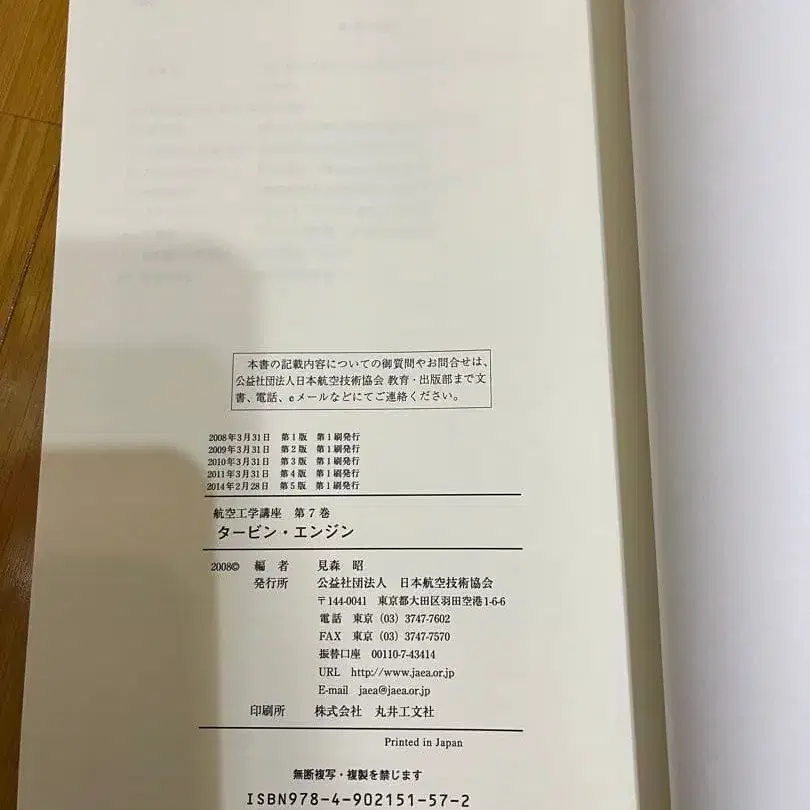 本書の記載内容についての御質問やお問合せは、
公益社団法人日本航空技術協会 教育・出版部まで文
書、電話、eメールなどにてご連絡ください。
2008年3月31日 第1版 第1刷発行
2009年3月31日 第2版 第1刷発行
2010年3月31日 第3版 第1刷発行
2011年3月31日 第4版 第1刷発行
2014年2月28日 第5版 第1刷発行
航空工学講座 第7巻
タービン・エンジン
2008© 編者 見森 昭
発行所 公益社団法人 日本航空技術協会
〒144-0041 東京都大田区羽田空港1-6-6
電話 東京 (03) 3747-7602
FAX 東京 (03) 3747-7570
振替口座 00110-7-43414
URL http://www.jaea.or.jp
E-mail jaea@jaea.or.jp
印刷所 株式会社 丸井工文社
Printed in Japan
無断複写・複製を禁じます
ISBN978-4-902151-57-2